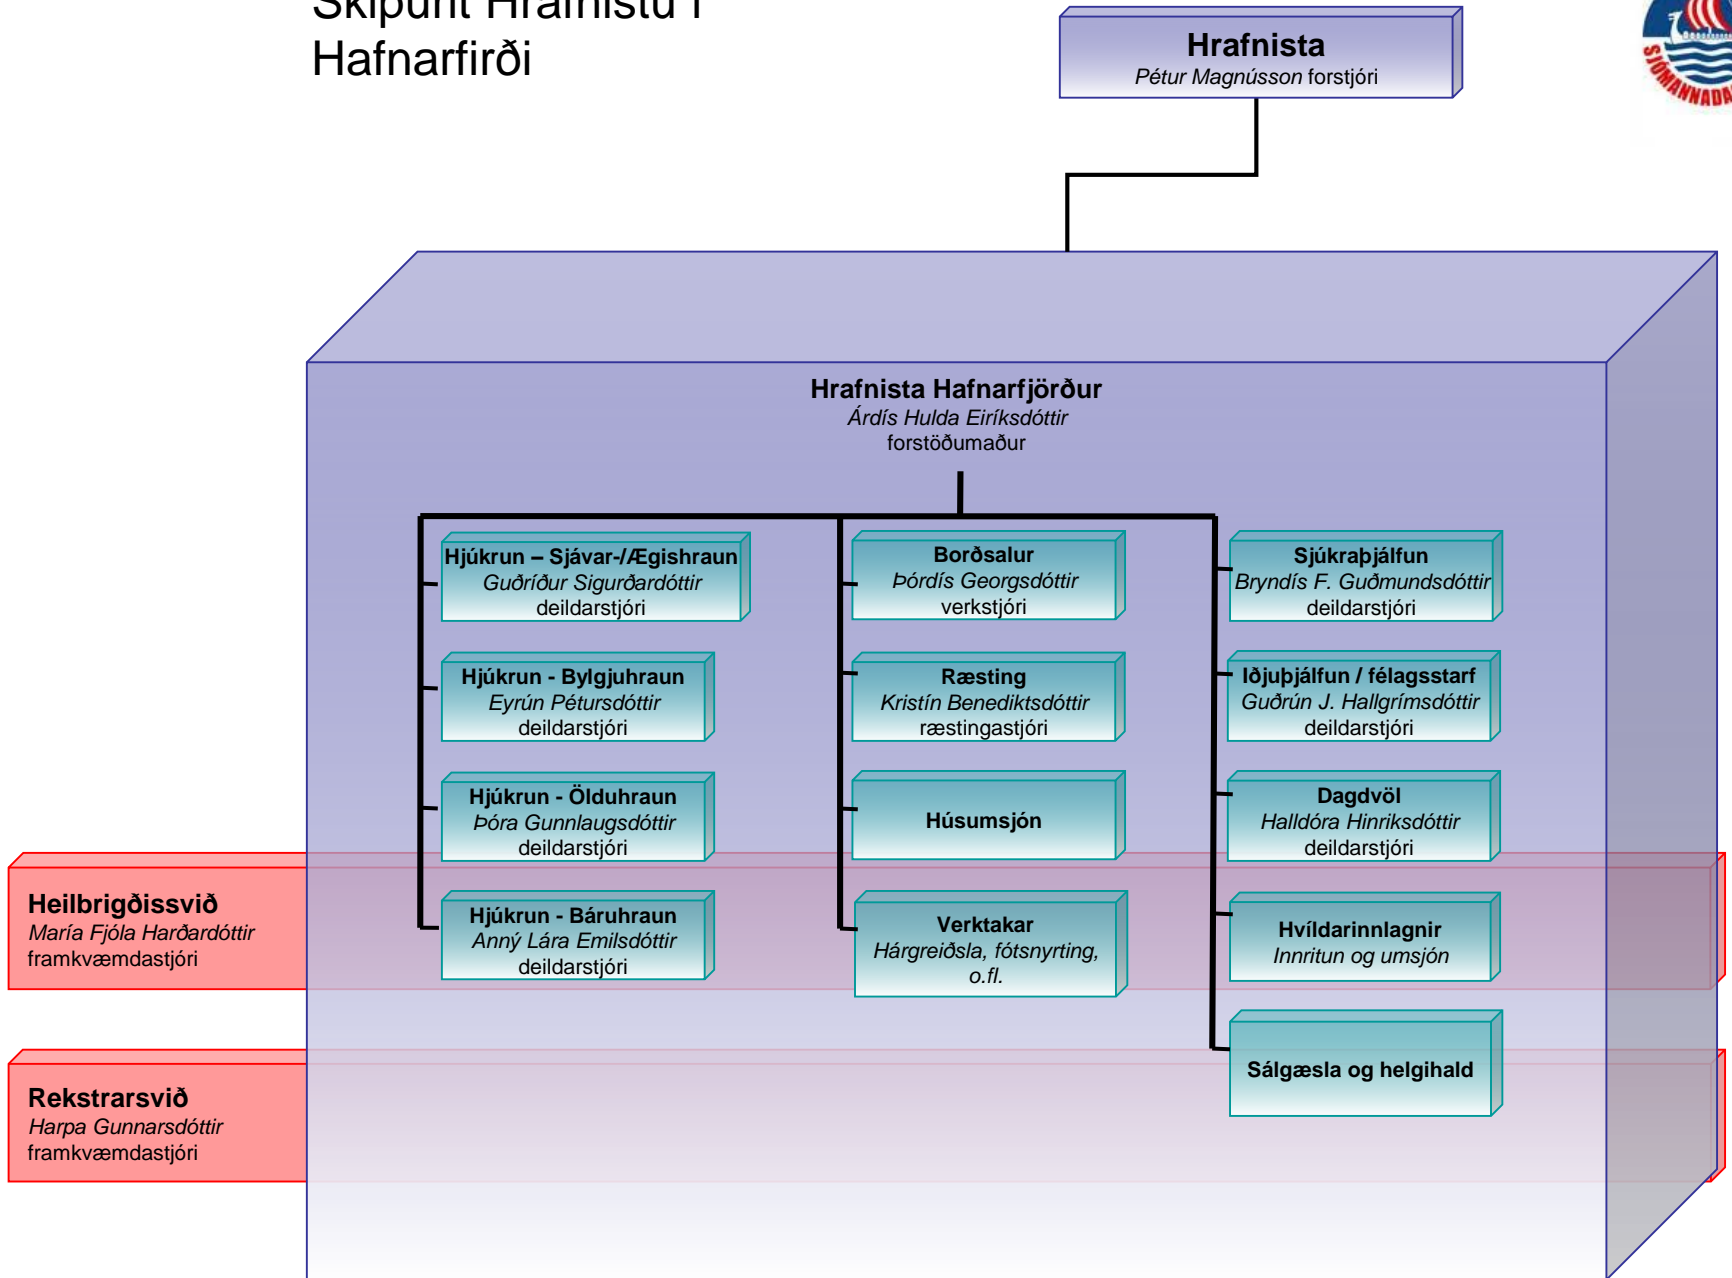 Skipurit Hrafnistu í
Hafnarfirði
Hrafnista
Pétur Magnússon forstjóri
Hrafnista Hafnarfjörður
Árdís Hulda Eiríksdóttir
forstöðumaður
Hjúkrun – Sjávar-/Ægishraun
Guðríður Sigurðardóttir
deildarstjóri
Hjúkrun - Bylgjuhraun
Eyrún Pétursdóttir
deildarstjóri
Hjúkrun - Ölduhraun
Þóra Gunnlaugsdóttir
deildarstjóri
Hjúkrun - Báruhraun
Anný Lára Emilsdóttir
deildarstjóri
Borðsalur
Þórdís Georgsdóttir
verkstjóri
Ræsting
Kristín Benediktsdóttir
ræstingastjóri
Húsumsjón
Verktakar
Hárgreiðsla, fótsnyrting,
o.fl.
Sjúkraþjálfun
Bryndís F. Guðmundsdóttir
deildarstjóri
Iðjuþjálfun / félagsstarf
Guðrún J. Hallgrímsdóttir
deildarstjóri
Dagdvöl
Halldóra Hinriksdóttir
deildarstjóri
Hvíldarinnlagnir
Innritun og umsjón
Sálgæsla og helgihald
Heilbrigðissvið
María Fjóla Harðardóttir
framkvæmdastjóri
Rekstrarsvið
Harpa Gunnarsdóttir
framkvæmdastjóri